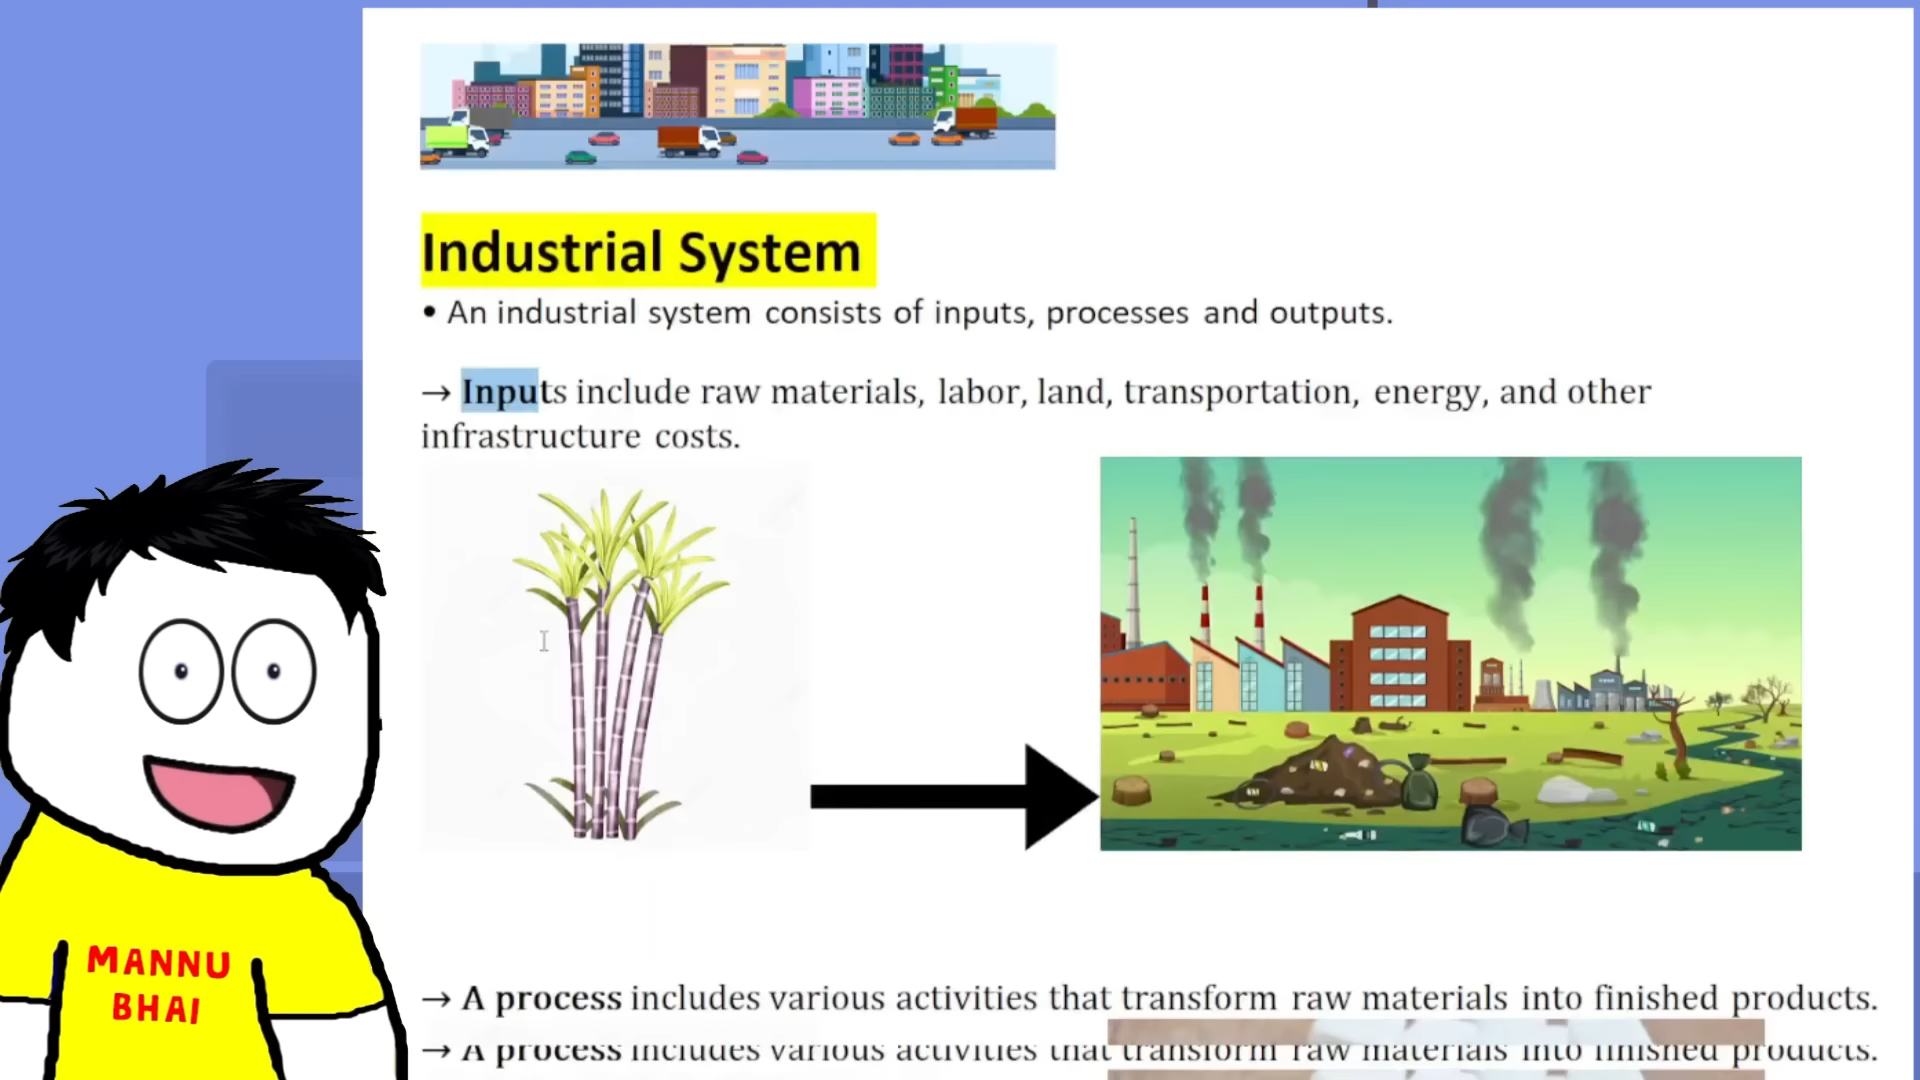 Industrial System
• An industrial system consists of inputs, processes and outputs.
→ Inputs include raw materials, labor, land, transportation, energy, and other
infrastructure costs.
MANNU
BHAI
→ A process includes various activities that transform raw materials into finished products.
→ A process includes various activities that transform raw materials into finished products.